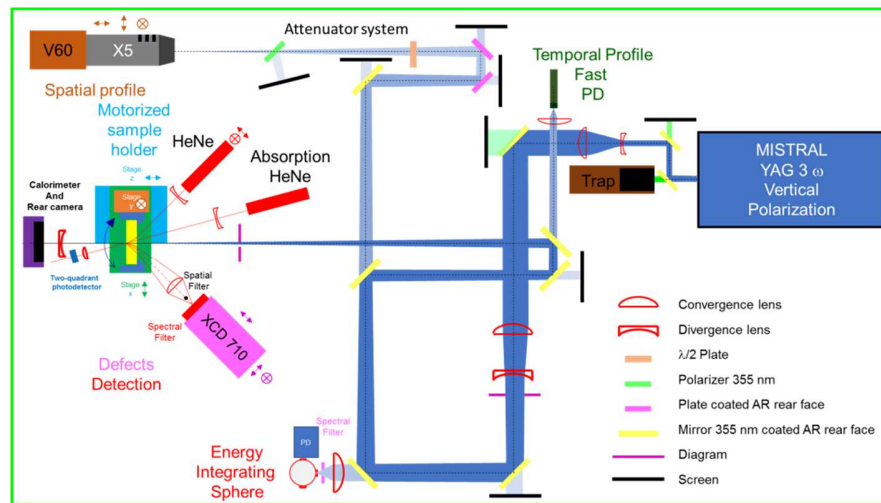 Attenuator system
V60
X5
Spatial profile
Temporal Profile
Fast
PD
Motorized
sample
holder
HeNe
Absorption
HeNe
MISTRAL
YAG 3 ω
Vertical
Polarization
Trap
Calorimeter
And
Rear camera
Stage
z
Stage
y
Two-quadrant
photodetector
Stage
x
Spatial
Filter
Spectral
Filter
XCD 710
Defects
Detection
Convergence lens
Divergence lens
λ/2 Plate
Polarizer 355 nm
Plate coated AR rear face
Mirror 355 nm coated AR rear face
Diagram
Screen
Spectral
Filter
PD
Energy
Integrating
Sphere